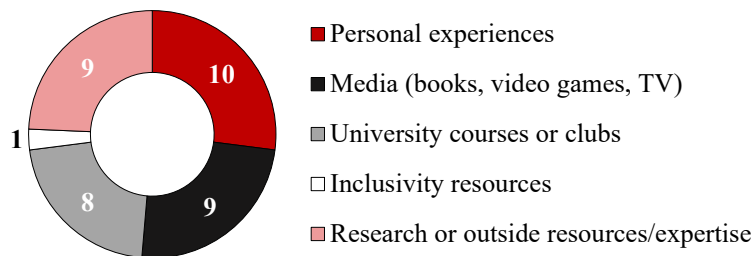 10
9
8
1
9
Personal experiences
Media (books, video games, TV)
University courses or clubs
Inclusivity resources
Research or outside resources/expertise